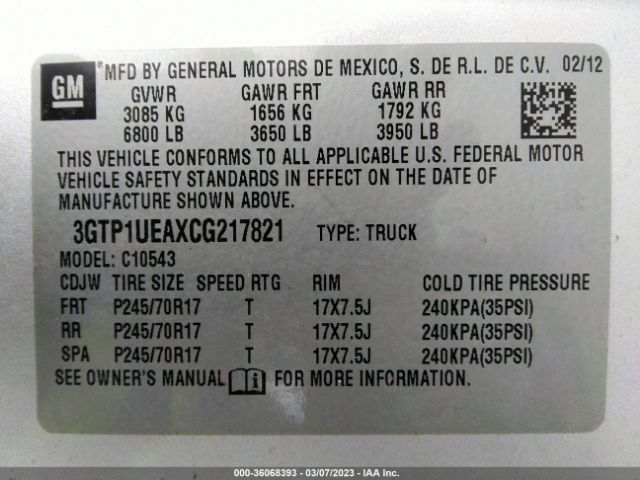 GM ®MFD BY GENERAL MOTORS DE MEXICO, S. DE R.L. DE C.V. 02/12
GVWR GAWR FRT GAWR RR
3085 KG 1656 KG 1792 KG
6800 LB 3650 LB 3950 LB
THIS VEHICLE CONFORMS TO ALL APPLICABLE U.S. FEDERAL MOTOR
VEHICLE SAFETY STANDARDS IN EFFECT ON THE DATE OF
MANUFACTURE SHOWN ABOVE.
3GTP1UEAXCG217821 TYPE: TRUCK
MODEL: C10543
CDJW TIRE SIZE SPEED RTG RIM COLD TIRE PRESSURE
FRT P245/70R17 T 17X7.5J 240KPA(35PSI)
RR P245/70R17 T 17X7.5J 240KPA(35PSI)
SPA P245/70R17 T 17X7.5J 240KPA(35PSI)
SEE OWNER'S MANUAL i FOR MORE INFORMATION.
000-36068393 - 03/07/2023 - IAA Inc.